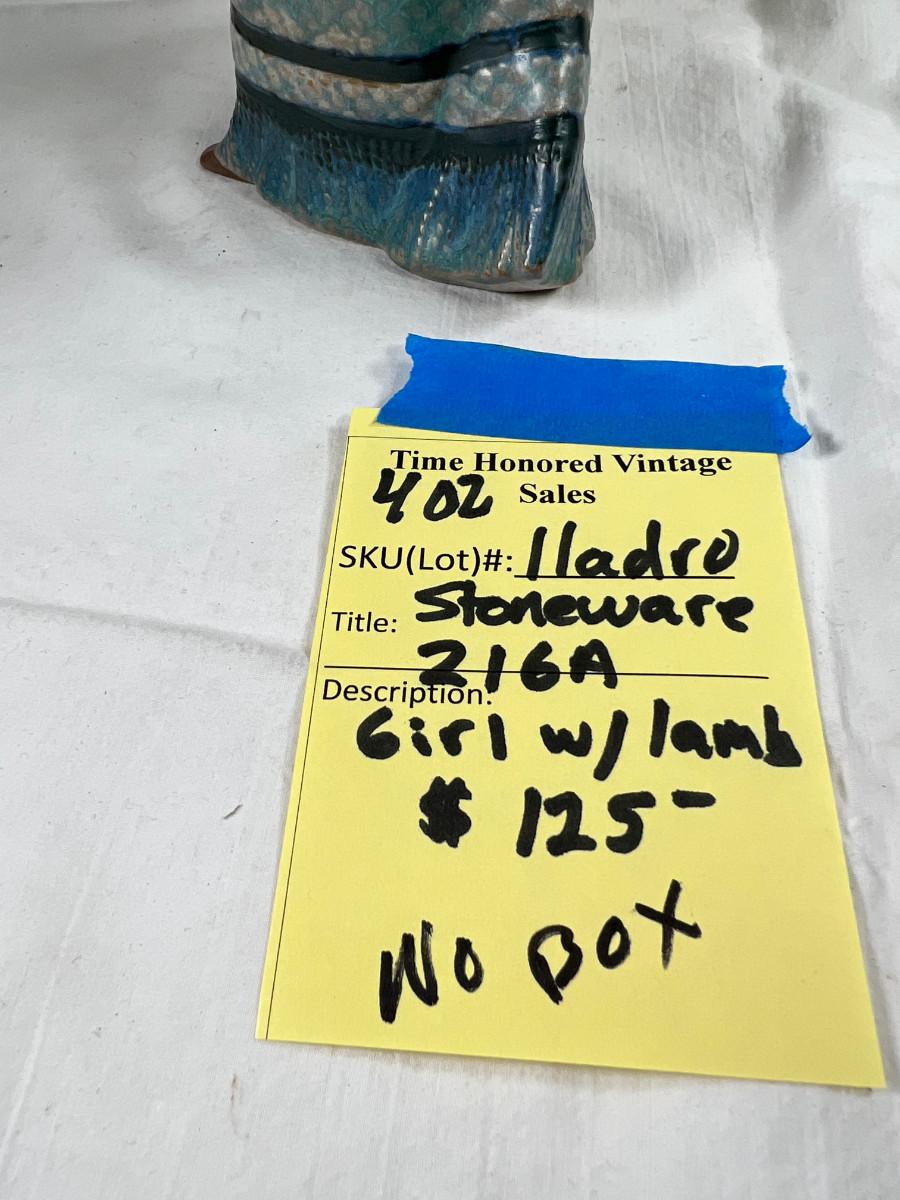 Time Honored Vintage
402 Sales
SKU(Lot)#: lladro
Title: Stoneware
216A
Description:
Girl w/ lamb
$ 125-
No BOX